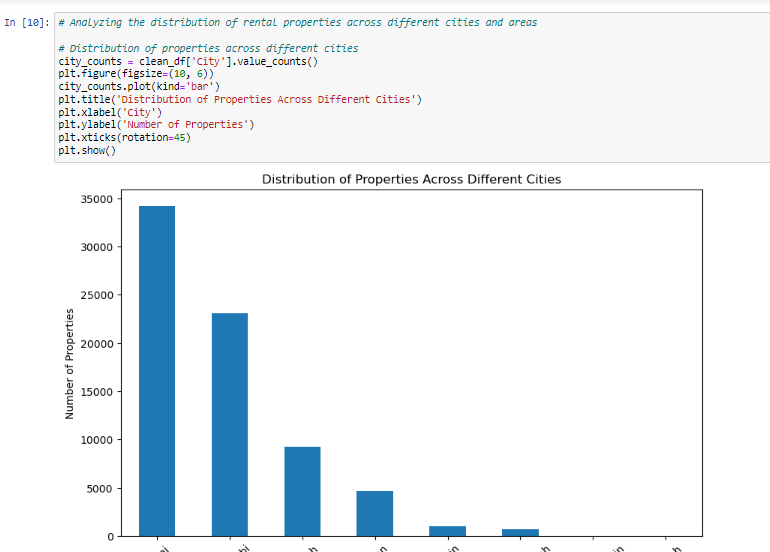 In [10]: # Analyzing the distribution of rental properties across different cities and areas
# Distribution of properties across different cities
city_counts = clean_df['City'].value_counts()
plt.figure(figsize=(10, 6))
city_counts.plot(kind='bar')
plt.title('Distribution of Properties Across Different Cities')
plt.xlabel('City')
plt.ylabel('Number of Properties')
plt.xticks(rotation=45)
plt.show()
Distribution of Properties Across Different Cities
35000
30000
25000
20000
15000
10000
5000
0
Number of Properties